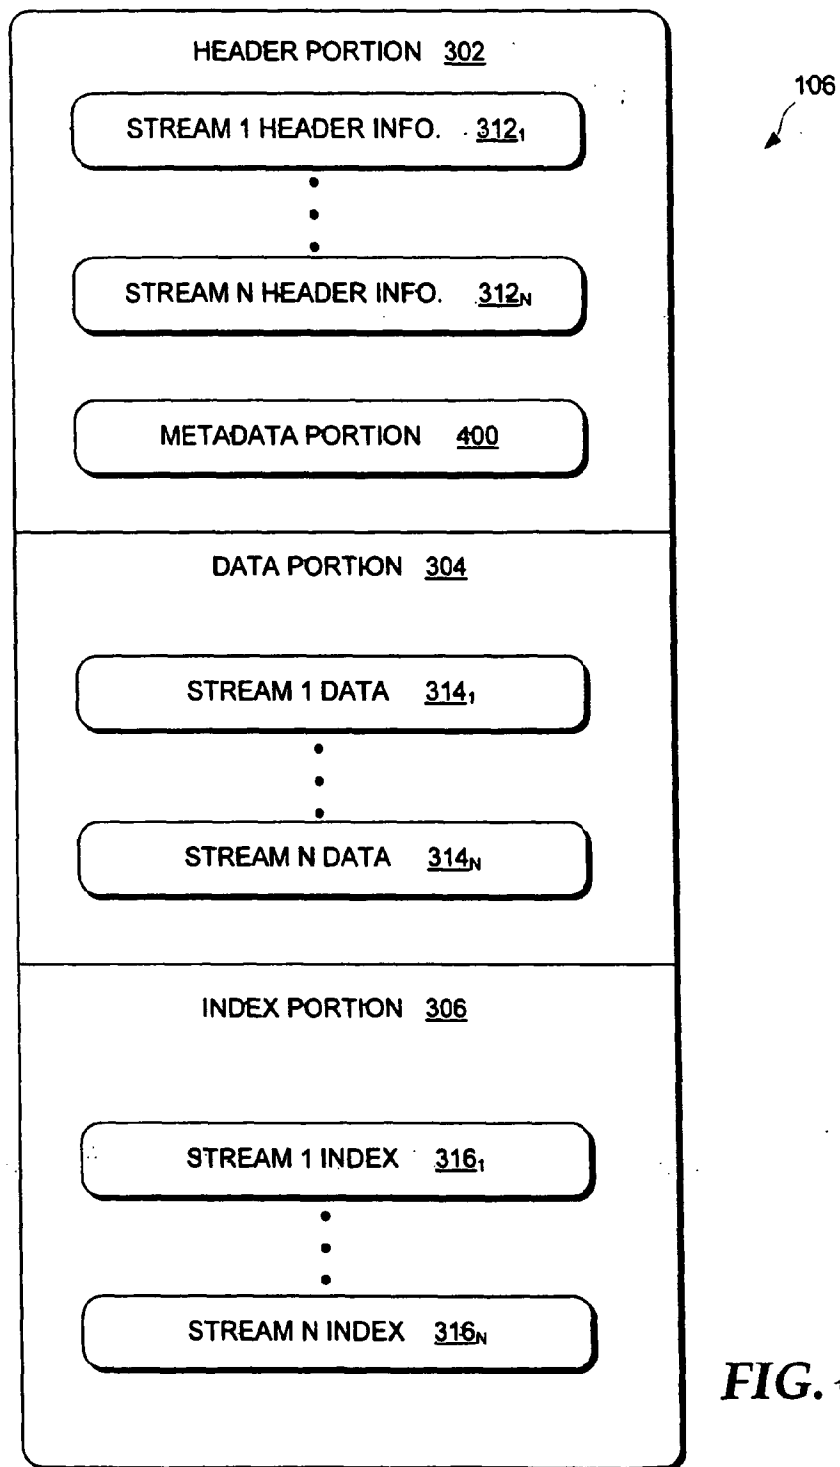 HEADER PORTION 302
106
STREAM 1 HEADER INFO. 312₁
STREAM N HEADER INFO. 312ₙ
METADATA PORTION 400
DATA PORTION 304
STREAM 1 DATA 314₁
STREAM N DATA 314ₙ
INDEX PORTION 306
STREAM 1 INDEX 316₁
STREAM N INDEX 316ₙ
FIG.